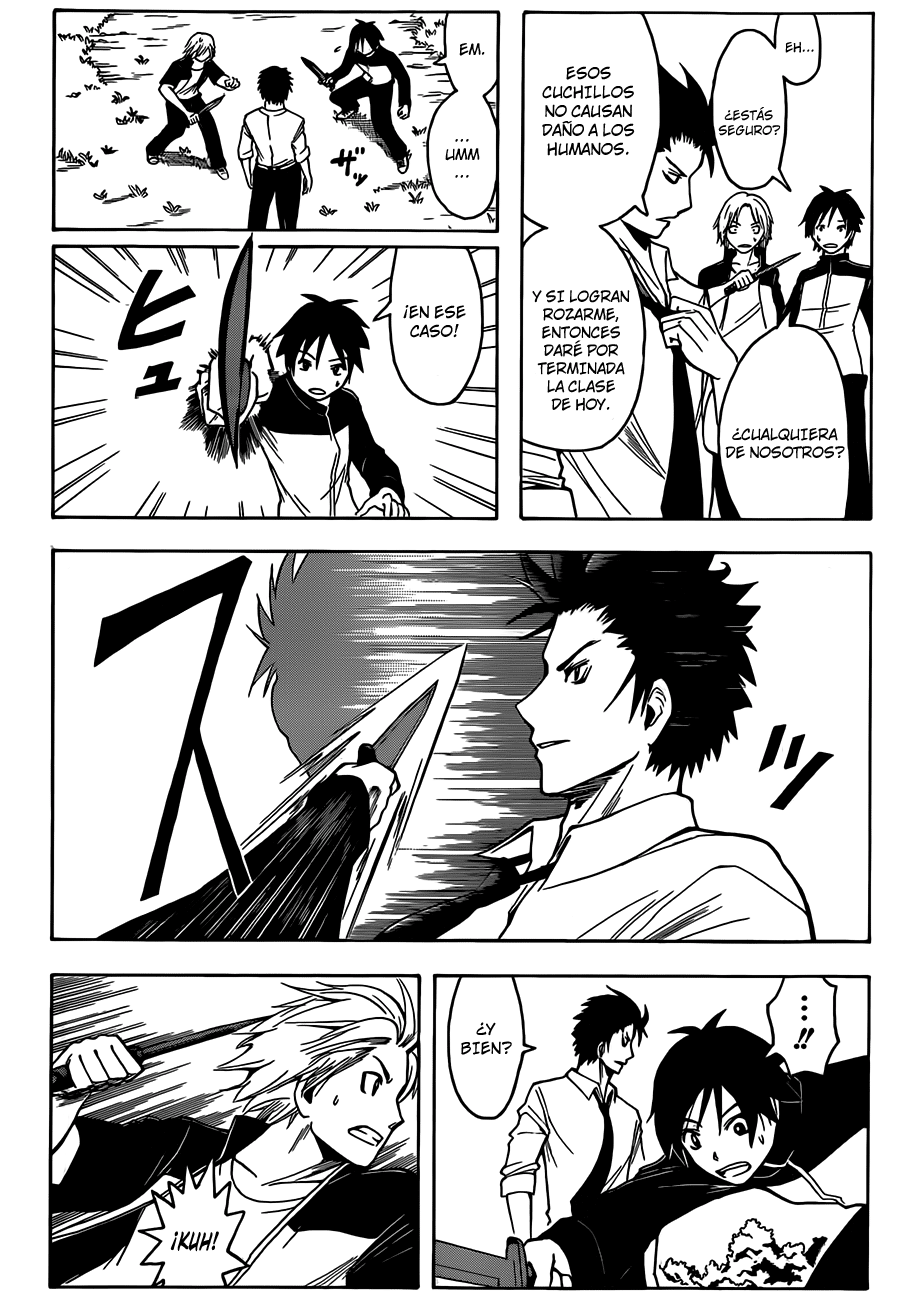 EH...
¿ESTÁS
SEGURO?
ESOS
CUCHILLOS
NO CAUSAN
DAÑO A LOS
HUMANOS.
Y SI LOGRAN
ROZARME,
ENTONCES
DARÉ POR
TERMINADA
LA CLASE
DE HOY.
¿CUALQUIERA
DE NOSOTROS?
EM.
...
UMM
...
ザッ
¡EN ESE
CASO!
ヒュ
ス
...!!
¿Y
BIEN?
¡KUH!